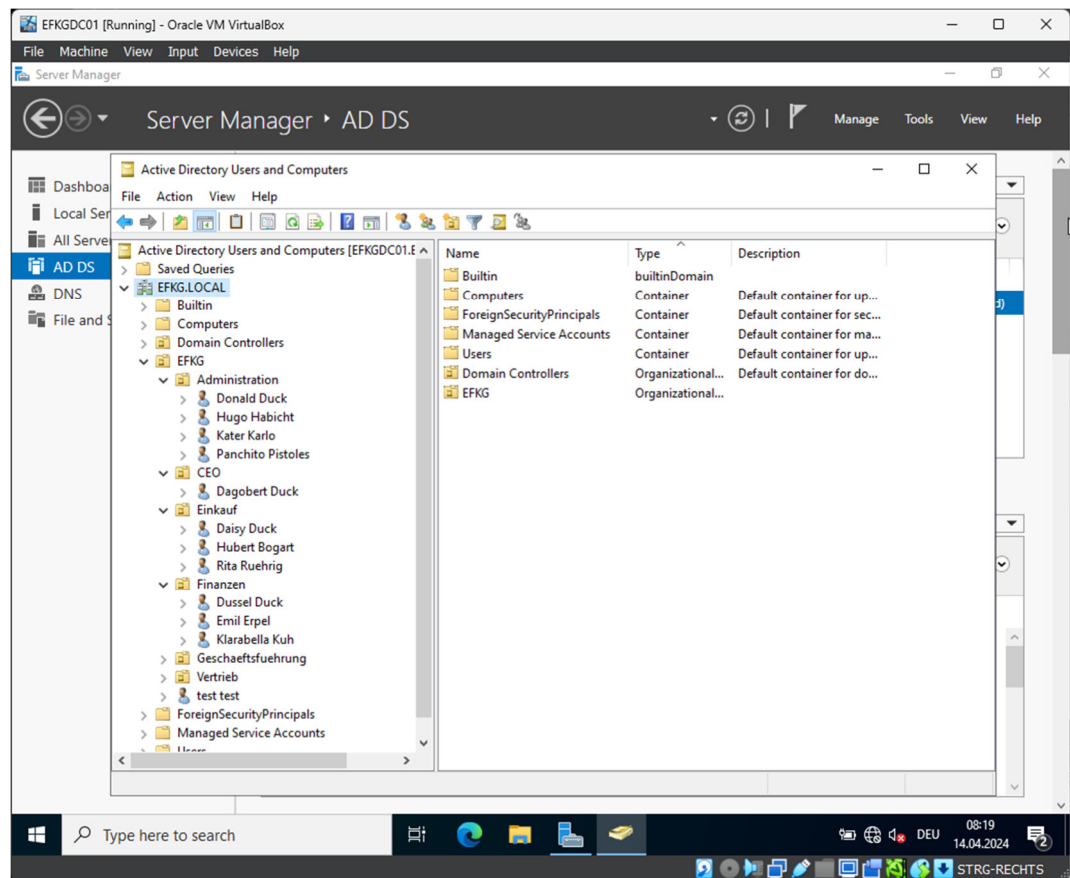 EFKGDC01 [Running] - Oracle VM VirtualBox
File Machine View Input Devices Help
Server Manager
Server Manager ‣ AD DS
Manage Tools View Help
Dashboa
Local Ser
All Server
AD DS
DNS
File and S
Active Directory Users and Computers
File Action View Help
Active Directory Users and Computers [EFKGDC01.E
Saved Queries
EFKG.LOCAL
Builtin
Computers
Domain Controllers
EFKG
Administration
Donald Duck
Hugo Habicht
Kater Karlo
Panchito Pistoles
CEO
Dagobert Duck
Einkauf
Daisy Duck
Hubert Bogart
Rita Ruehrig
Finanzen
Dussel Duck
Emil Erpel
Klarabella Kuh
Geschaeftsfuehrung
Vertrieb
test test
ForeignSecurityPrincipals
Managed Service Accounts
Users
Name Type Description
Builtin builtinDomain
Computers Container Default container for up...
ForeignSecurityPrincipals Container Default container for sec...
Managed Service Accounts Container Default container for ma...
Users Container Default container for up...
Domain Controllers Organizational... Default container for do...
EFKG Organizational...
Type here to search
DEU
08:19
14.04.2024
2
STRG-RECHTS